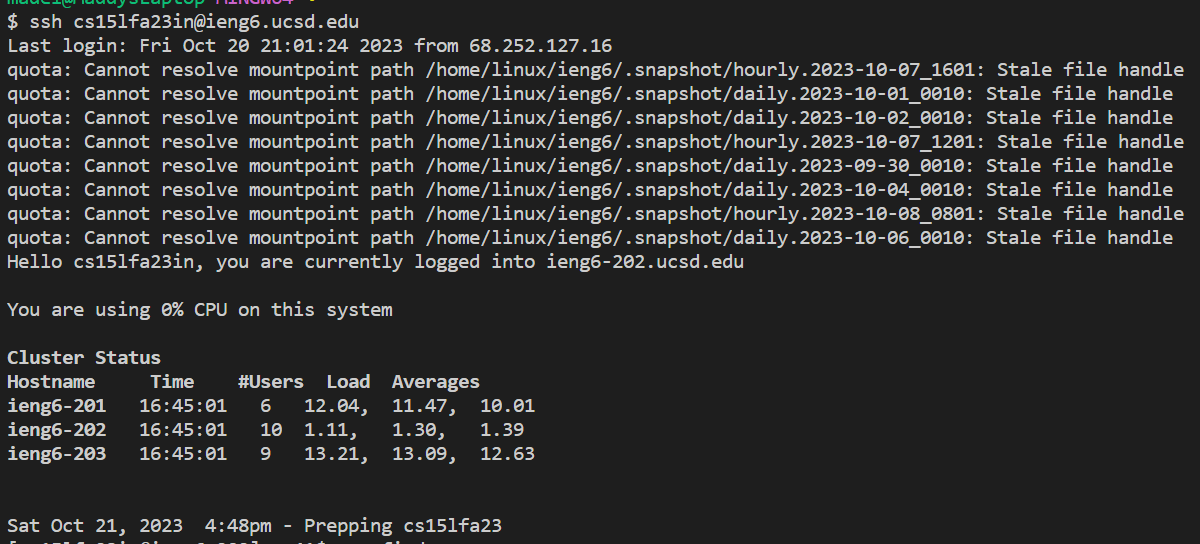 $ ssh cs15lfa23in@ieng6.ucsd.edu
Last login: Fri Oct 20 21:01:24 2023 from 68.252.127.16
quota: Cannot resolve mountpoint path /home/linux/ieng6/.snapshot/hourly.2023-10-07_1601: Stale file handle
quota: Cannot resolve mountpoint path /home/linux/ieng6/.snapshot/daily.2023-10-01_0010: Stale file handle
quota: Cannot resolve mountpoint path /home/linux/ieng6/.snapshot/daily.2023-10-02_0010: Stale file handle
quota: Cannot resolve mountpoint path /home/linux/ieng6/.snapshot/hourly.2023-10-07_1201: Stale file handle
quota: Cannot resolve mountpoint path /home/linux/ieng6/.snapshot/daily.2023-09-30_0010: Stale file handle
quota: Cannot resolve mountpoint path /home/linux/ieng6/.snapshot/daily.2023-10-04_0010: Stale file handle
quota: Cannot resolve mountpoint path /home/linux/ieng6/.snapshot/hourly.2023-10-08_0801: Stale file handle
quota: Cannot resolve mountpoint path /home/linux/ieng6/.snapshot/daily.2023-10-06_0010: Stale file handle
Hello cs15lfa23in, you are currently logged into ieng6-202.ucsd.edu
You are using 0% CPU on this system
Cluster Status
Hostname     Time    #Users  Load  Averages
ieng6-201   16:45:01   6   12.04,  11.47,  10.01
ieng6-202   16:45:01   10  1.11,   1.30,   1.39
ieng6-203   16:45:01   9   13.21,  13.09,  12.63
Sat Oct 21, 2023  4:48pm - Prepping cs15lfa23